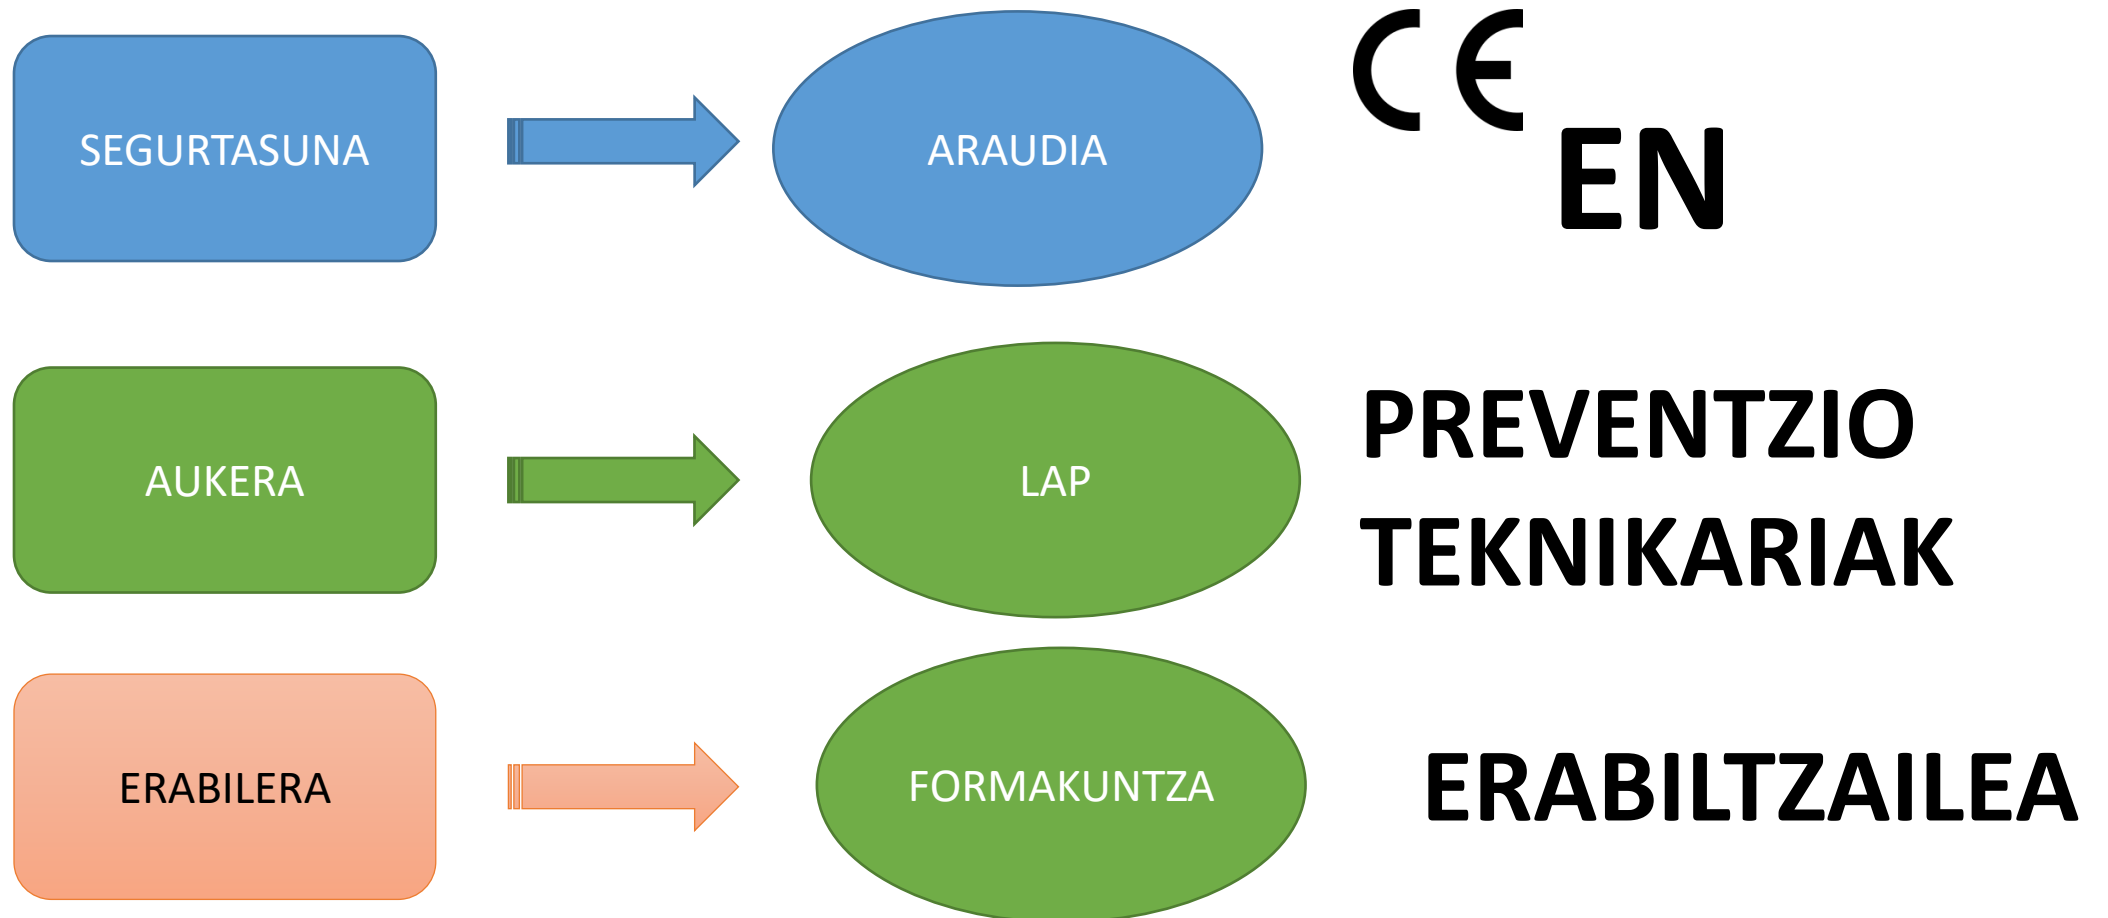 SEGURTASUNA
ARAUDIA
CE
EN
AUKERA
LAP
PREVENTZIO
TEKNIKARIAK
ERABILERA
FORMAKUNTZA
ERABILTZAILEA